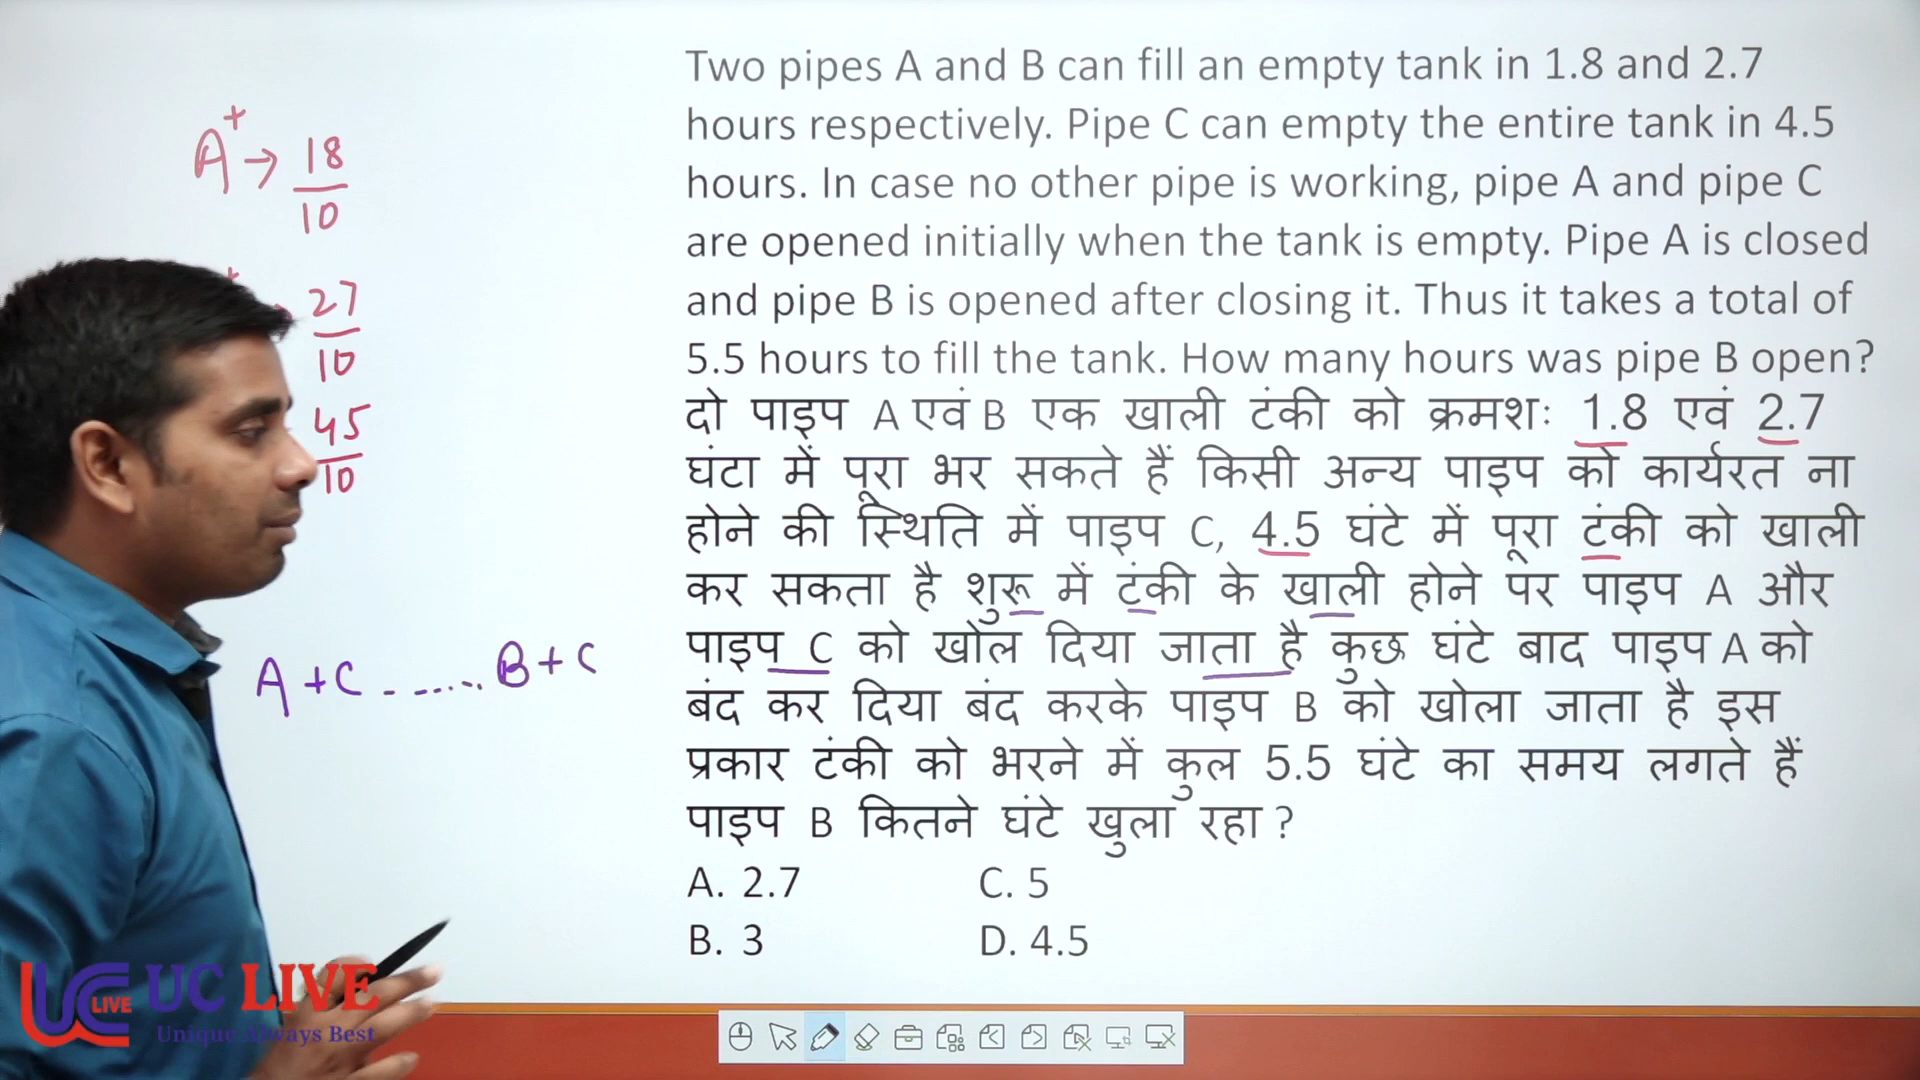 Two pipes A and B can fill an empty tank in 1.8 and 2.7
hours respectively. Pipe C can empty the entire tank in 4.5
hours. In case no other pipe is working, pipe A and pipe C
are opened initially when the tank is empty. Pipe A is closed
and pipe B is opened after closing it. Thus it takes a total of
5.5 hours to fill the tank. How many hours was pipe B open?
दो पाइप A एवं B एक खाली टंकी को क्रमशः 1.8 एवं 2.7
घंटा में पूरा भर सकते हैं किसी अन्य पाइप को कार्यरत ना
होने की स्थिति में पाइप C, 4.5 घंटे में पूरा टंकी को खाली
कर सकता है शुरू में टंकी के खाली होने पर पाइप A और
पाइप C को खोल दिया जाता है कुछ घंटे बाद पाइप A को
बंद कर दिया बंद करके पाइप B को खोला जाता है इस
प्रकार टंकी को भरने में कुल 5.5 घंटे का समय लगते हैं
पाइप B कितने घंटे खुला रहा ?
A. 2.7 C. 5
B. 3 D. 4.5
A+ → 18
10
+ 27
10
45
10
A + C - - ..... B + C
UC LIVE UC LIVE
Unique Always Best